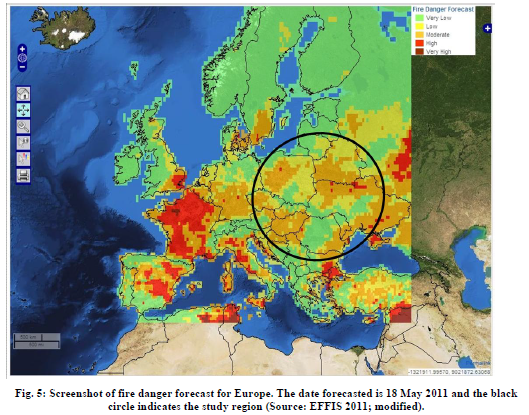 Fire Danger Forecast
Very Low
Low
Moderate
High
Very High
Fig. 5: Screenshot of fire danger forecast for Europe. The date forecasted is 18 May 2011 and the black
circle indicates the study region (Source: EFFIS 2011; modified).